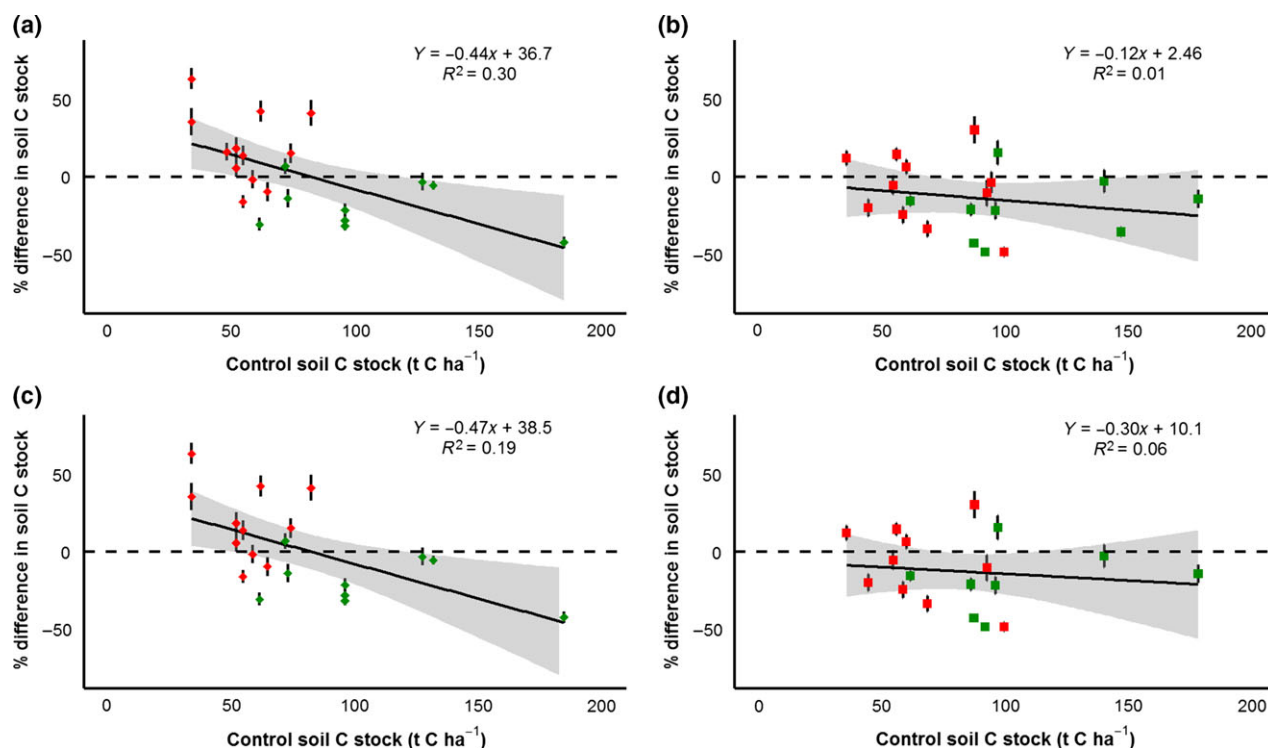 (a)
Y = −0.44x + 36.7
R² = 0.30
% difference in soil C stock
50
0
−50
0 50 100 150 200
Control soil C stock (t C ha⁻¹)
(b)
Y = −0.12x + 2.46
R² = 0.01
% difference in soil C stock
50
0
−50
0 50 100 150 200
Control soil C stock (t C ha⁻¹)
(c)
Y = −0.47x + 38.5
R² = 0.19
% difference in soil C stock
50
0
−50
0 50 100 150 200
Control soil C stock (t C ha⁻¹)
(d)
Y = −0.30x + 10.1
R² = 0.06
% difference in soil C stock
50
0
−50
0 50 100 150 200
Control soil C stock (t C ha⁻¹)